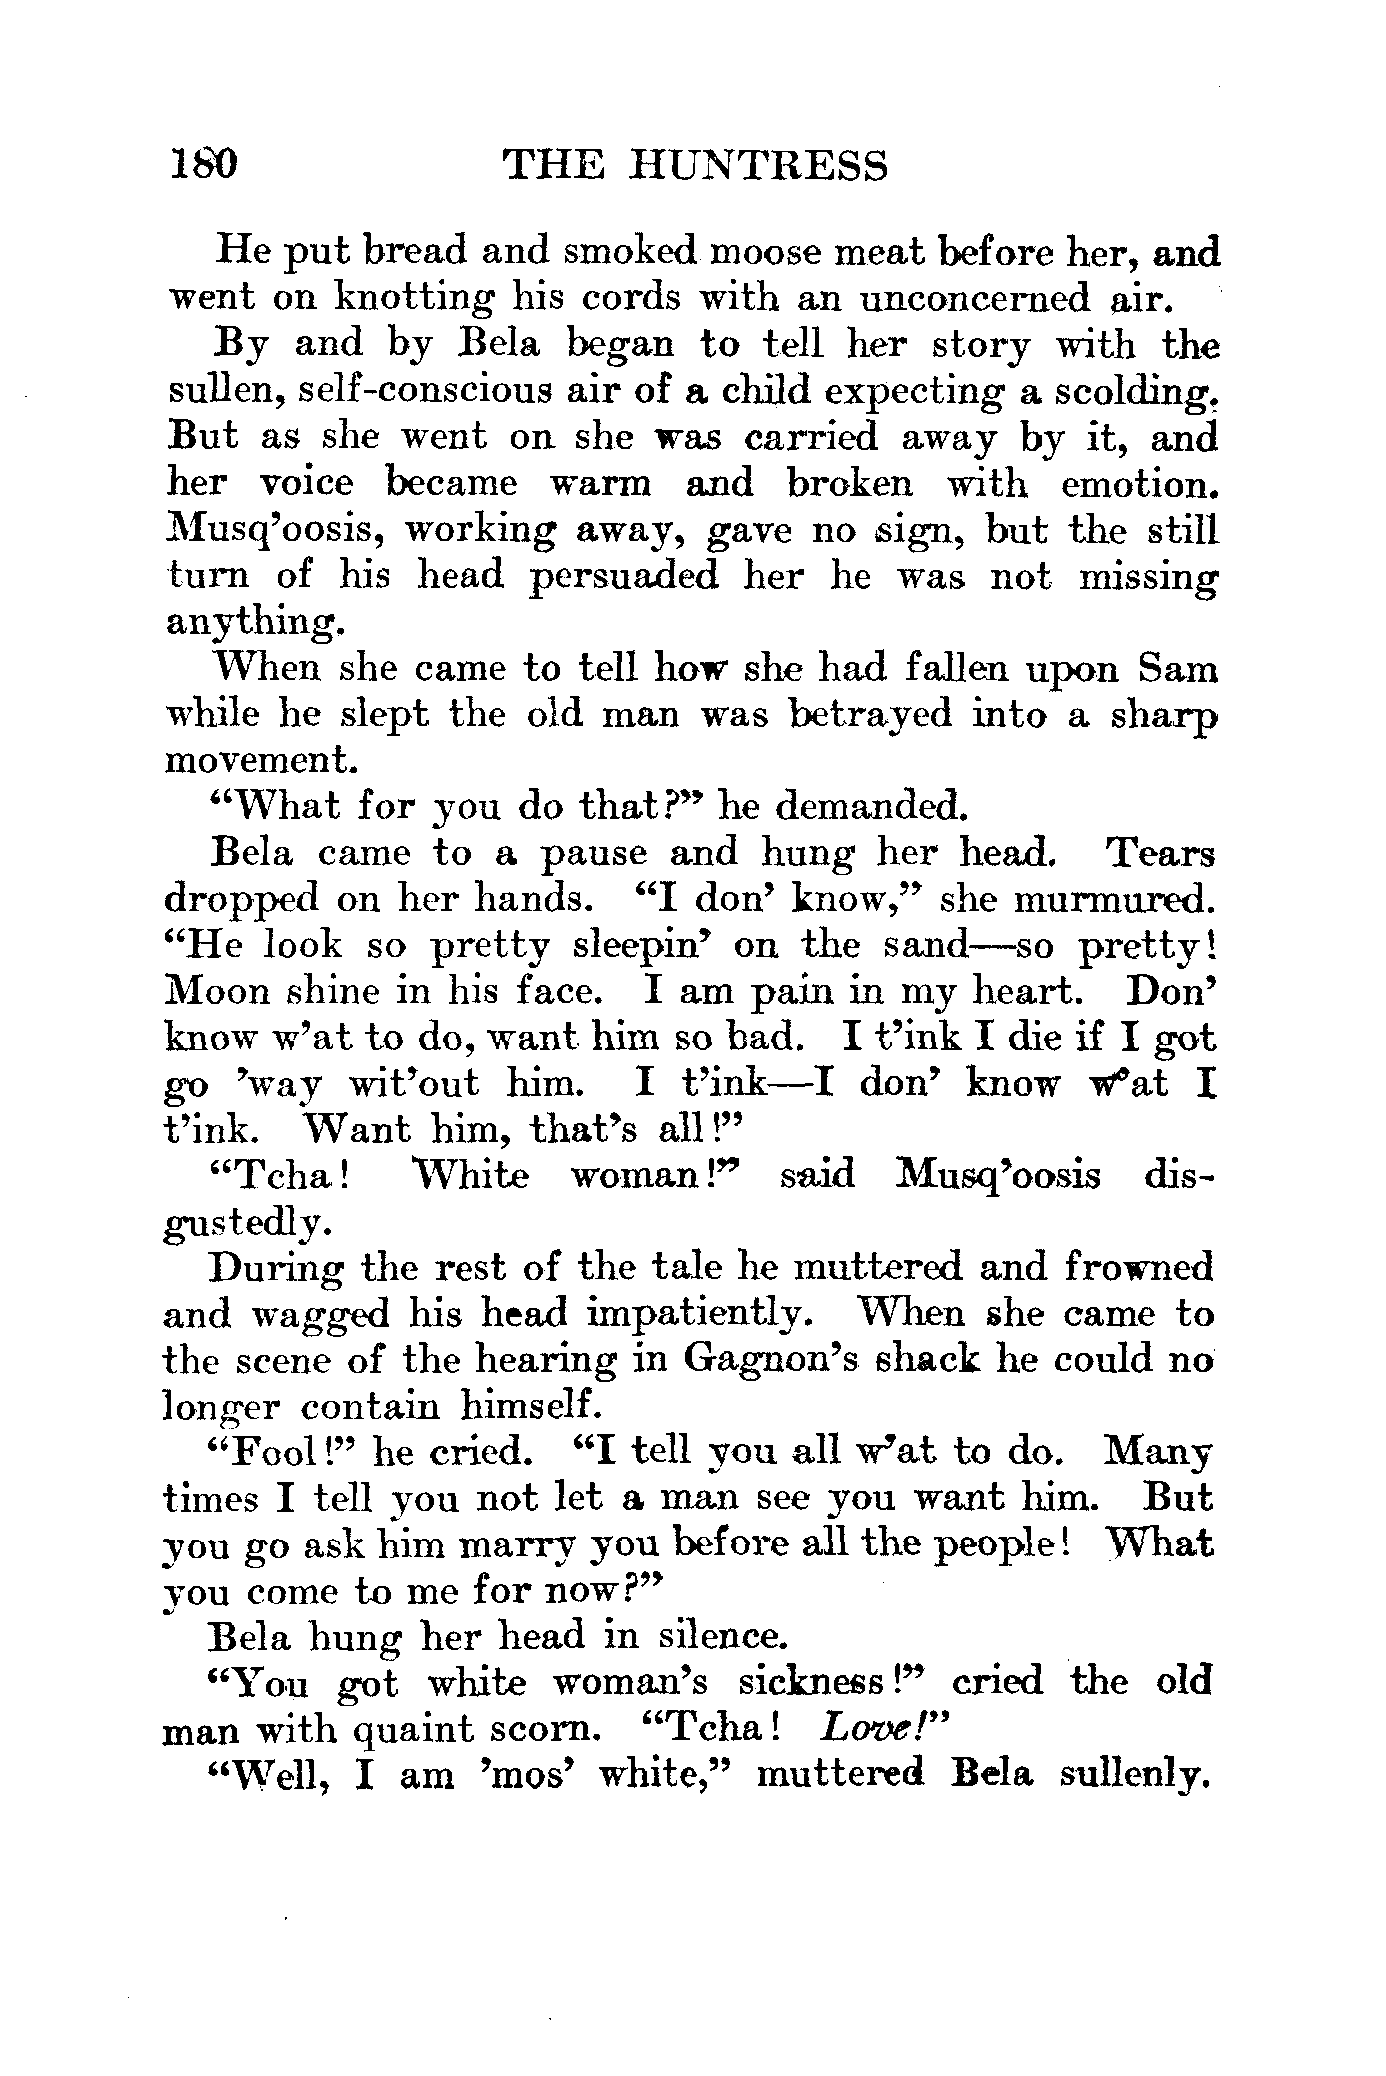 180 THE HUNTRESS
He put bread and smoked moose meat before her, and
went on knotting his cords with an unconcerned air.
By and by Bela began to tell her story with the
sullen, self-conscious air of a child expecting a scolding.
But as she went on she was carried away by it, and
her voice became warm and broken with emotion.
Musq'oosis, working away, gave no sign, but the still
turn of his head persuaded her he was not missing
anything.
When she came to tell how she had fallen upon Sam
while he slept the old man was betrayed into a sharp
movement.
"What for you do that?" he demanded.
Bela came to a pause and hung her head. Tears
dropped on her hands. "I don' know," she murmured.
"He look so pretty sleepin' on the sand—so pretty!
Moon shine in his face. I am pain in my heart. Don'
know w'at to do, want him so bad. I t'ink I die if I got
go 'way wit'out him. I t'ink—I don' know w'at I
t'ink. Want him, that's all!"
"Tcha! White woman!" said Musq'oosis dis-
gustedly.
During the rest of the tale he muttered and frowned
and wagged his head impatiently. When she came to
the scene of the hearing in Gagnon's shack he could no
longer contain himself.
"Fool!" he cried. "I tell you all w'at to do. Many
times I tell you not let a man see you want him. But
you go ask him marry you before all the people! What
you come to me for now?"
Bela hung her head in silence.
"You got white woman's sickness!" cried the old
man with quaint scorn. "Tcha! Love!"
"Well, I am 'mos' white," muttered Bela sullenly.